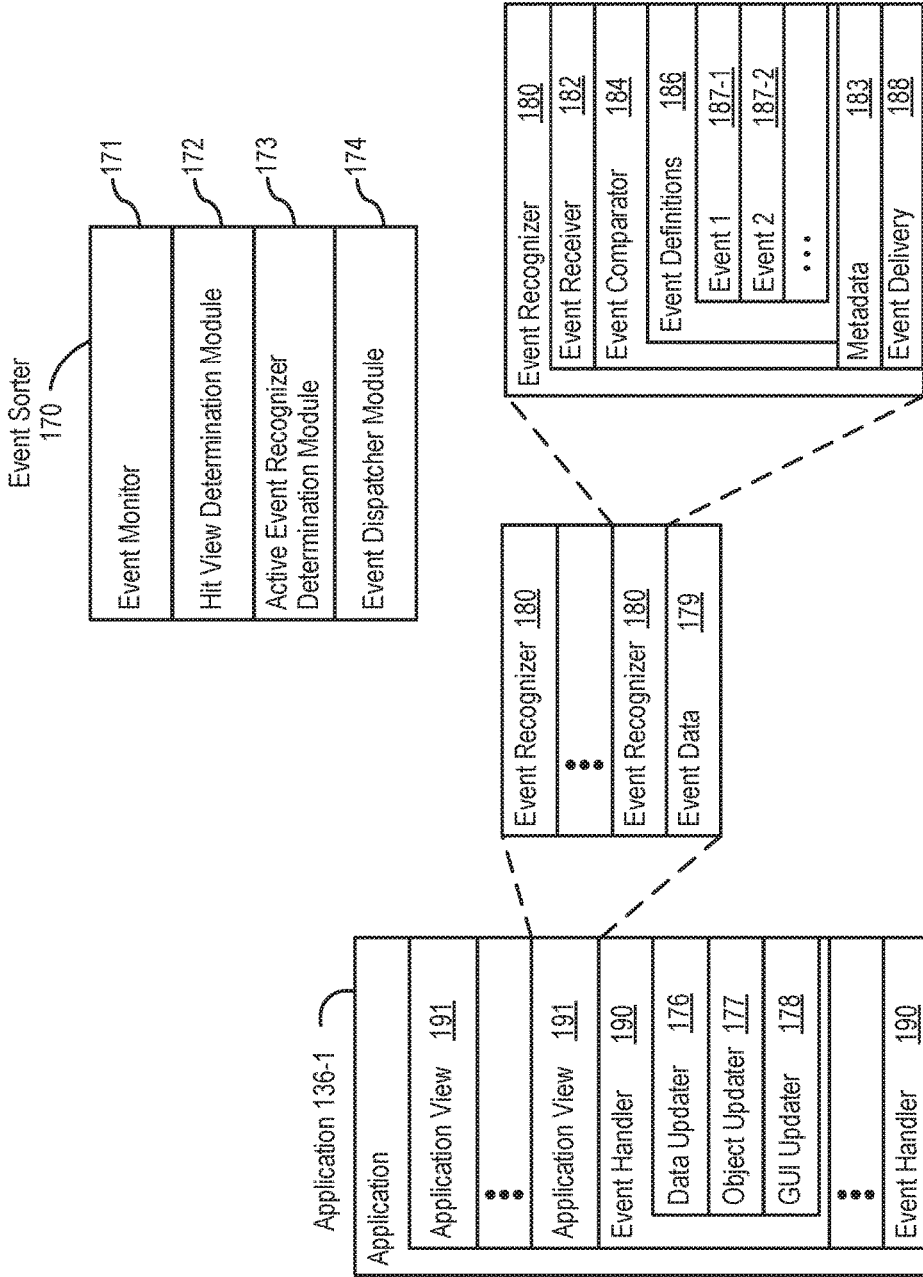 Event Sorter
170
Event Monitor
171
Hit View Determination Module
172
Active Event Recognizer
Determination Module
173
Event Dispatcher Module
174
Application 136-1
Application
Application View 191
•••
Application View 191
Event Handler 190
Data Updater 176
Object Updater 177
GUI Updater 178
•••
Event Handler 190
Event Recognizer 180
•••
Event Recognizer 180
Event Data 179
Event Recognizer 180
Event Receiver 182
Event Comparator 184
Event Definitions 186
Event 1 187-1
Event 2 187-2
•••
Metadata 183
Event Delivery 188